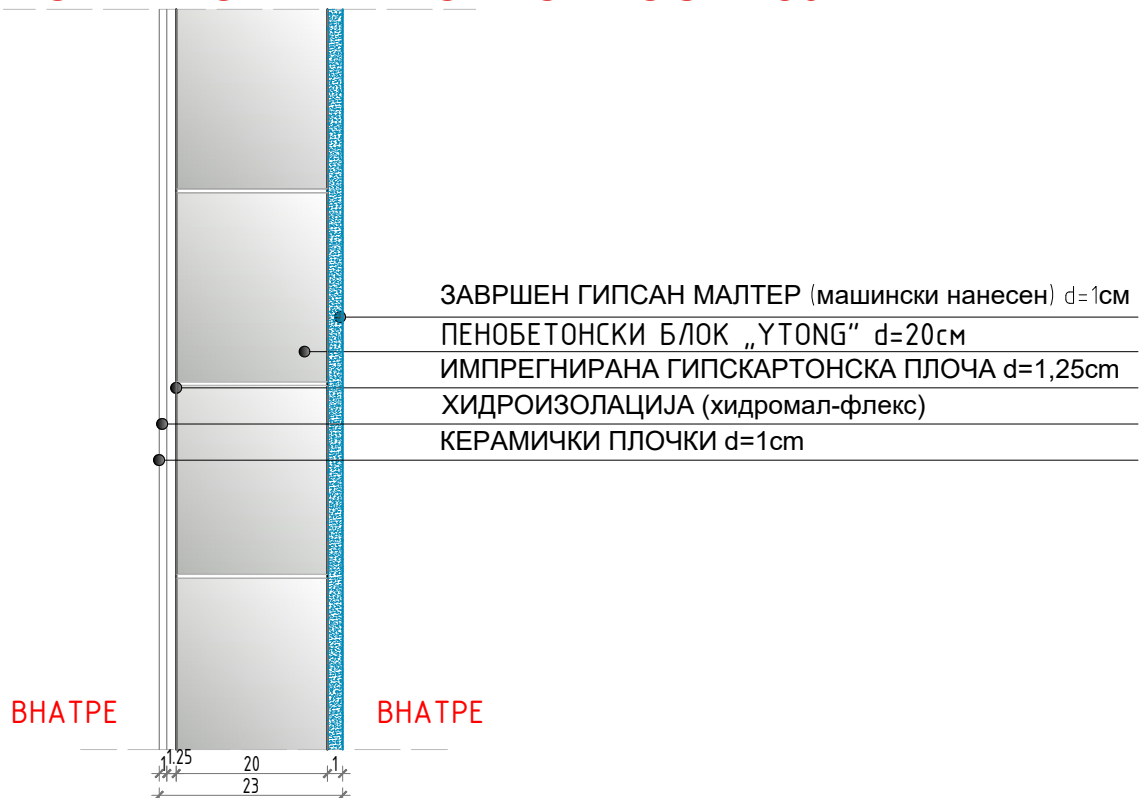 ЗАВРШЕН ГИПСАН МАЛТЕР (машински нанесен) d=1см
ПЕНОБЕТОНСКИ БЛОК „YTONG“ d=20см
ИМПРЕГНИРАНА ГИПСКАРТОНСКА ПЛОЧА d=1,25cm
ХИДРОИЗОЛАЦИЈА (хидромал-флекс)
КЕРАМИЧКИ ПЛОЧКИ d=1cm
ВНАТРЕ ВНАТРЕ
1 1.25 20 1
23